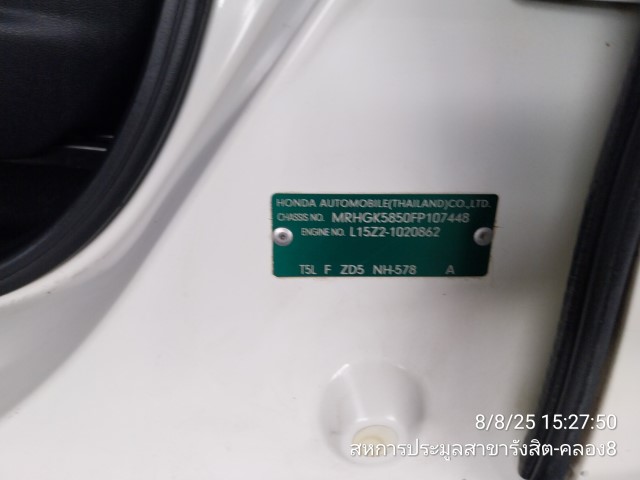 HONDA AUTOMOBILE(THAILAND)CO.,LTD.
CHASSIS NO. MRHGK5850FP107448
ENGINE NO. L15Z2-1020862
T5L F ZD5 NH-578 A
8/8/25 15:27:50
สหการประมูลสาขารังสิต-คลอง8